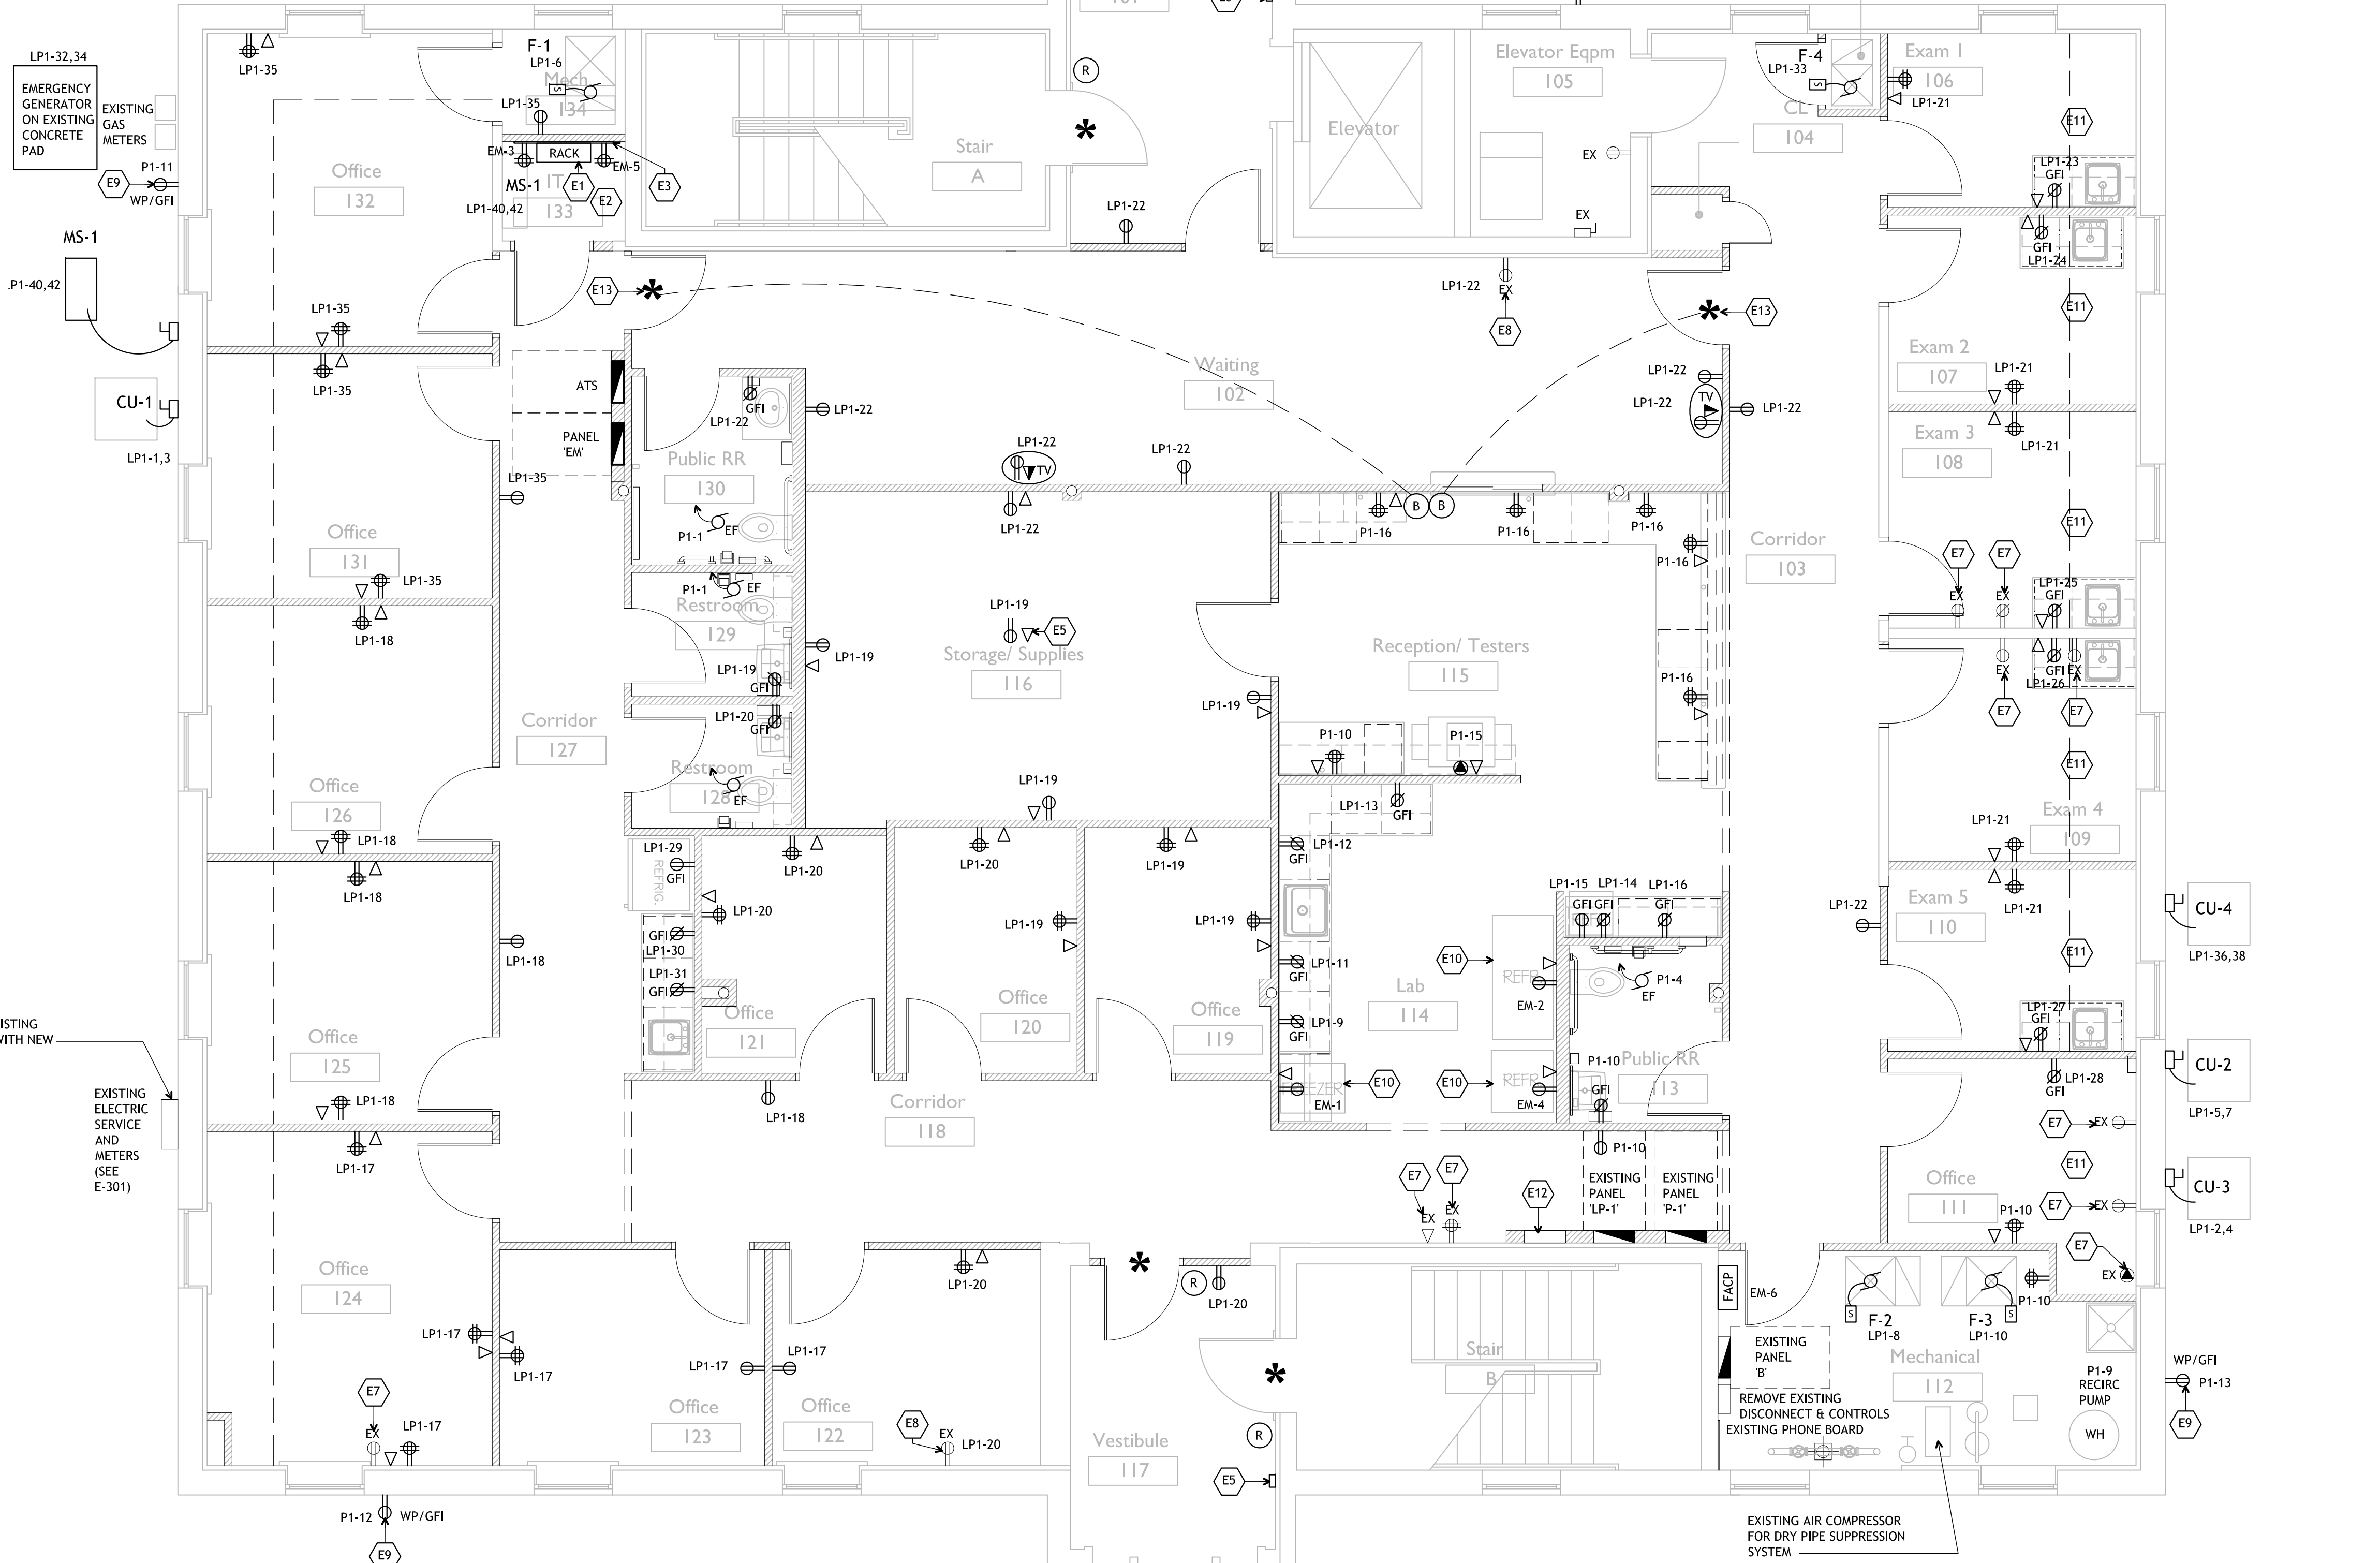 101
R
LP1-32,34
EMERGENCY
GENERATOR
ON EXISTING
CONCRETE
PAD
EXISTING
GAS
METERS
P1-11
E9
WP/GFI
MS-1
.P1-40,42
CU-1
LP1-1,3
LP1-35
Office
132
LP1-35
F-1
LP1-6
Mech
134
S
LP1-35
EM-3
RACK
EM-5
MS-1
E1
IT
133
E2
E3
LP1-40,42
Stair
A
LP1-22
Elevator
Elevator Eqpm
105
EX
EX
F-4
LP1-33
S
CL
104
Exam 1
106
LP1-21
E11
LP1-23
GFI
GFI
LP1-24
E11
Exam 2
107
LP1-21
E13
*
*
*
E13
LP1-22
EX
E8
Waiting
102
LP1-22
LP1-22
TV
LP1-22
LP1-35
ATS
PANEL
'EM'
LP1-35
GFI
LP1-22
LP1-22
Public RR
130
P1-1
EF
LP1-22
TV
LP1-22
LP1-22
B
B
P1-16
P1-16
P1-16
P1-16
P1-16
Corridor
103
Exam 3
108
LP1-21
E11
E7
E7
EX
EX
LP1-25
GFI
GFI
LP1-26
EX
EX
E7
E7
E11
Exam 4
109
LP1-21
Office
131
LP1-35
LP1-18
P1-1
EF
Restroom
129
LP1-19
GFI
LP1-19
LP1-19
E5
Storage/ Supplies
116
LP1-19
LP1-19
Reception/ Testers
115
P1-10
P1-15
Corridor
127
LP1-20
GFI
Restroom
128
EF
Office
126
LP1-18
LP1-18
LP1-18
LP1-29
GFI
REFRIG.
GFI
LP1-30
LP1-31
GFI
LP1-20
LP1-20
Office
121
LP1-20
LP1-19
Office
120
LP1-19
LP1-19
Office
119
LP1-13
GFI
LP1-12
GFI
LP1-11
GFI
LP1-9
GFI
Lab
114
E10
REFR
EM-2
E10
E10
REFR
EM-4
EM-1
LP1-15
LP1-14
LP1-16
GFI
GFI
GFI
P1-4
EF
P1-10
Public RR
113
GFI
P1-10
LP1-22
Exam 5
110
LP1-21
E11
LP1-27
GFI
LP1-28
GFI
CU-4
LP1-36,38
CU-2
LP1-5,7
CU-3
LP1-2,4
E7
EX
E11
Office
111
E7
EX
P1-10
E7
EX
ISTING
WITH NEW
EXISTING
ELECTRIC
SERVICE
AND
METERS
(SEE
E-301)
Office
125
LP1-18
LP1-17
LP1-18
Corridor
118
E7
E7
EX
EX
E12
EXISTING
PANEL
'LP-1'
EXISTING
PANEL
'P-1'
Office
124
LP1-17
LP1-17
E7
EX
LP1-17
Office
123
LP1-17
LP1-17
LP1-20
Office
122
E8
EX
LP1-20
*
R
LP1-20
*
R
E5
Vestibule
117
Stair
B
FACP
EM-6
F-2
LP1-8
S
F-3
LP1-10
S
P1-10
EXISTING
PANEL
'B'
Mechanical
112
REMOVE EXISTING
DISCONNECT & CONTROLS
EXISTING PHONE BOARD
P1-9
RECIRC
PUMP
WH
WP/GFI
P1-13
E9
P1-12
WP/GFI
E9
EXISTING AIR COMPRESSOR
FOR DRY PIPE SUPPRESSION
SYSTEM